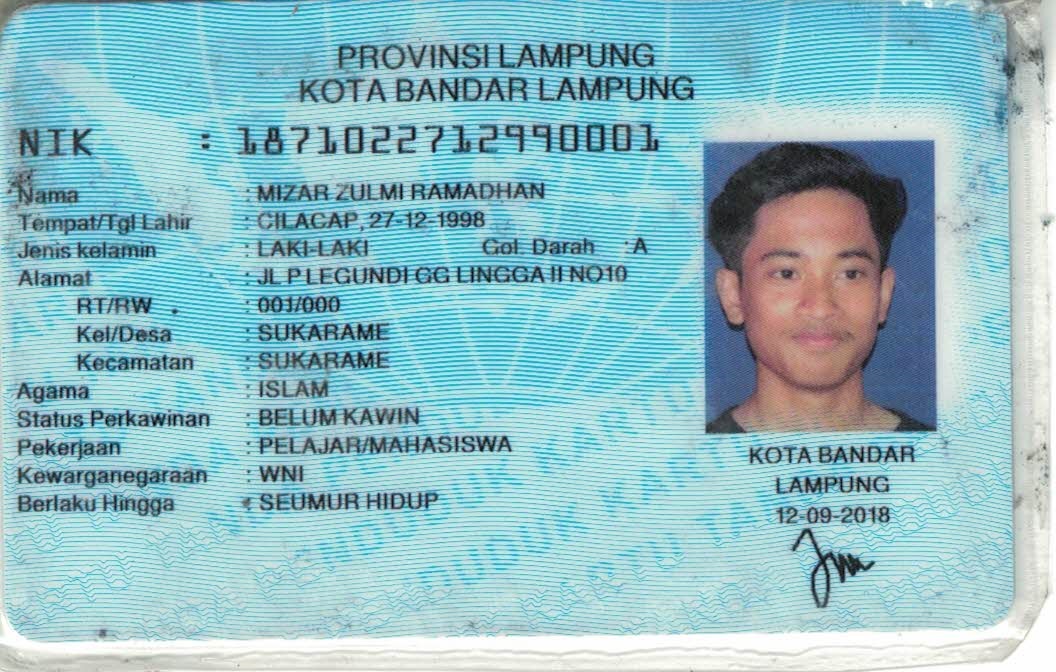 PROVINSI LAMPUNG
KOTA BANDAR LAMPUNG
NIK : 1871022712990001
Nama : MIZAR ZULMI RAMADHAN
Tempat/Tgl Lahir : CILACAP, 27-12-1998
Jenis kelamin : LAKI-LAKI Gol. Darah : A
Alamat : JL P LEGUNDI GG LINGGA II NO10
RT/RW : 001/000
Kel/Desa : SUKARAME
Kecamatan : SUKARAME
Agama : ISLAM
Status Perkawinan : BELUM KAWIN
Pekerjaan : PELAJAR/MAHASISWA
Kewarganegaraan : WNI
Berlaku Hingga : SEUMUR HIDUP
KOTA BANDAR
LAMPUNG
12-09-2018